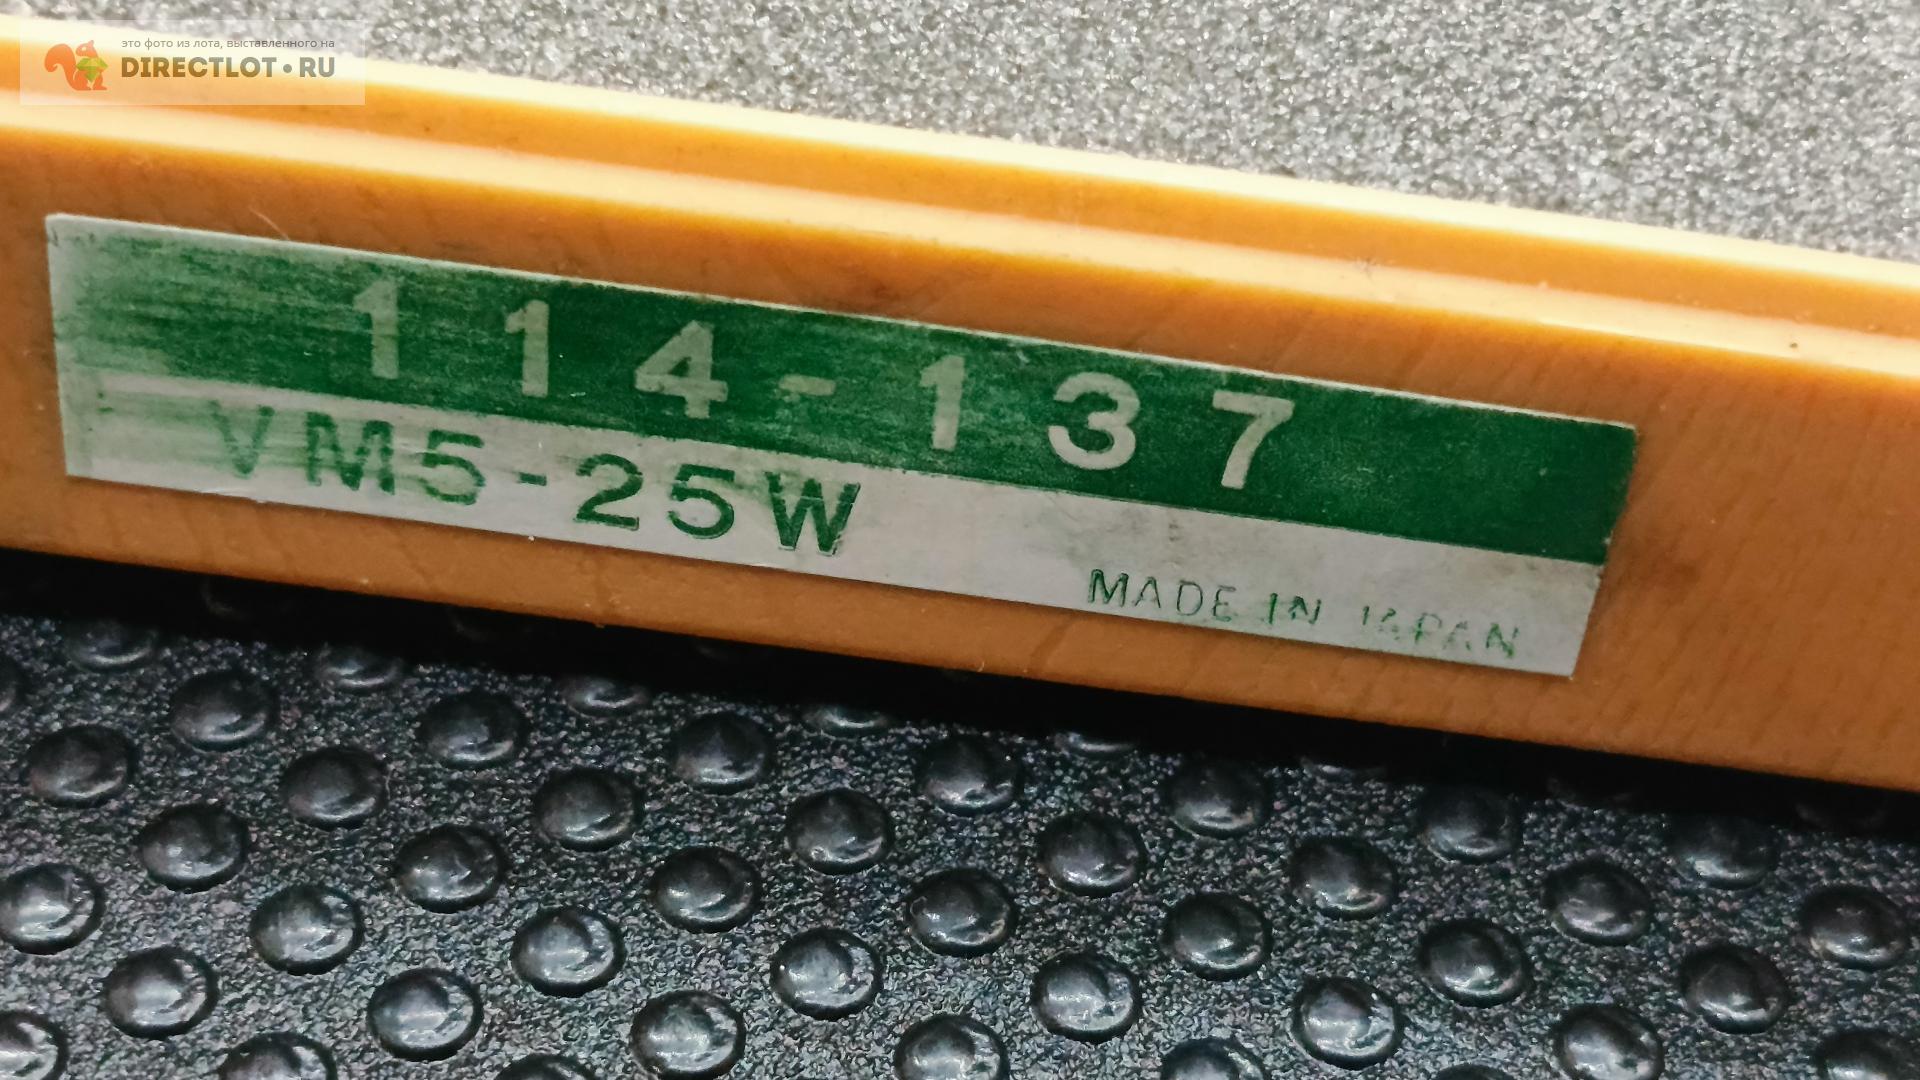 это фото из лота, выставленного на
DIRECTLOT•RU
114-137
VM5-25W
MADE IN JAPAN